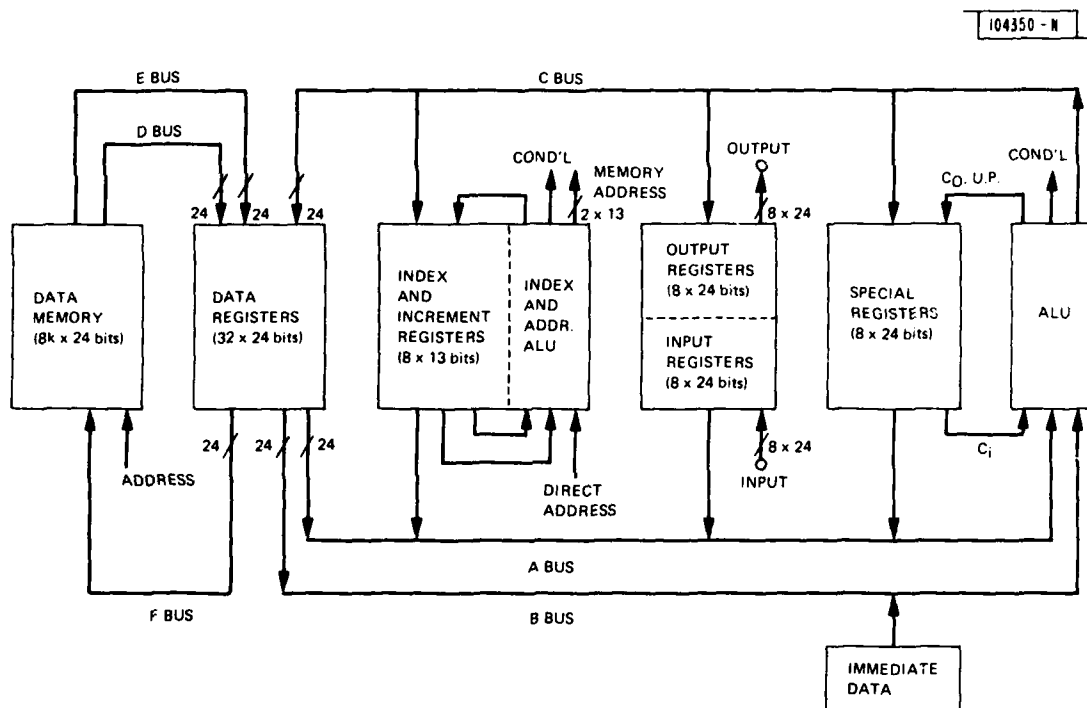 104350-N
E BUS
C BUS
D BUS
OUTPUT
COND'L
COND'L
MEMORY
ADDRESS
C₀, U.P.
24
24
24
2 x 13
8 x 24
DATA
MEMORY
(8k x 24 bits)
DATA
REGISTERS
(32 x 24 bits)
INDEX
AND
INCREMENT
REGISTERS
(8 x 13 bits)
INDEX
AND
ADDR.
ALU
OUTPUT
REGISTERS
(8 x 24 bits)
INPUT
REGISTERS
(8 x 24 bits)
SPECIAL
REGISTERS
(8 x 24 bits)
ALU
24
24
24
8 x 24
Cᵢ
ADDRESS
DIRECT
ADDRESS
INPUT
A BUS
F BUS
B BUS
IMMEDIATE
DATA